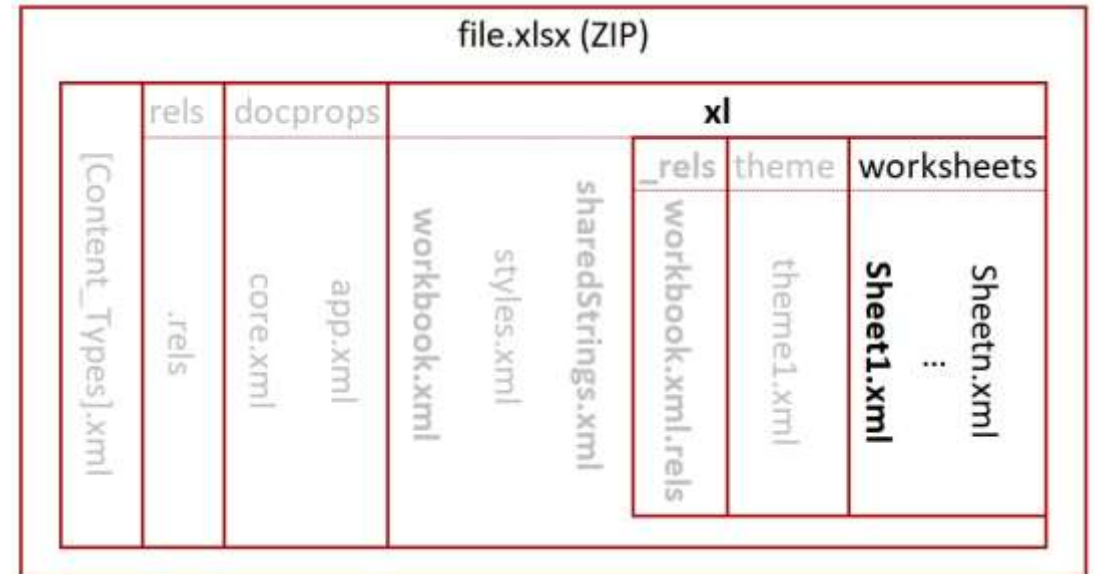 file.xlsx (ZIP)
rels
docprops
xl
_rels
theme
worksheets
[Content_Types].xml
.rels
core.xml
app.xml
workbook.xml
styles.xml
sharedStrings.xml
workbook.xml.rels
theme1.xml
Sheet1.xml
...
Sheetn.xml